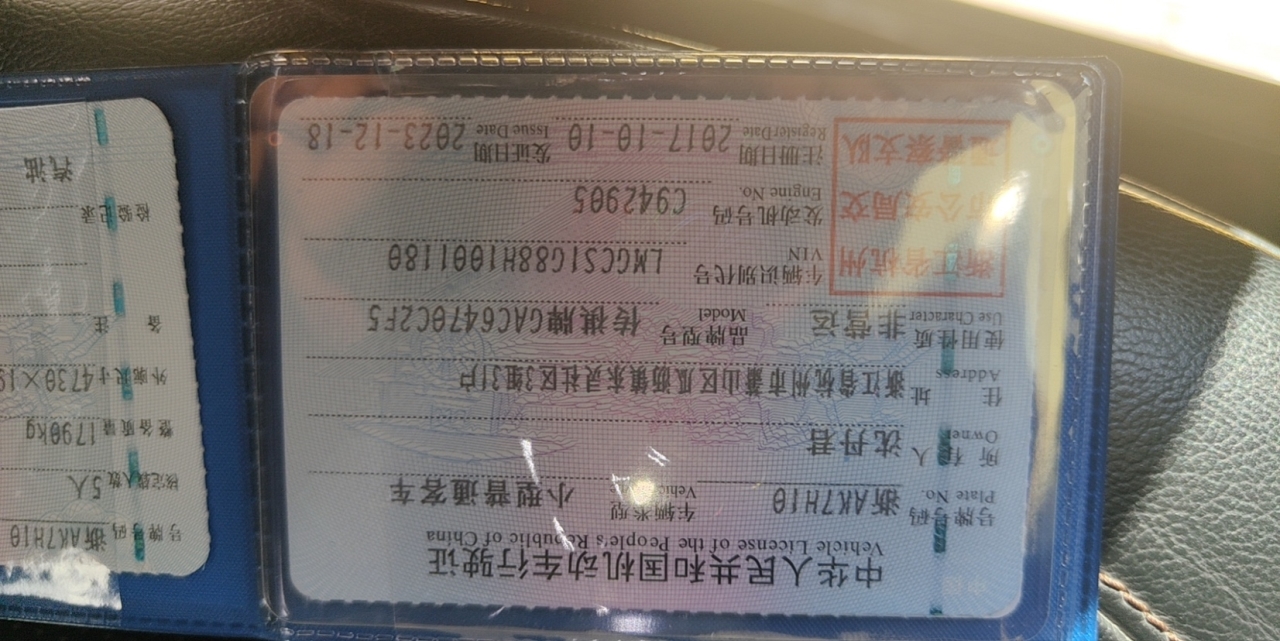 中华人民共和国机动车行驶证
Vehicle License of the People's Republic of China
号牌号码 Plate No. 浙AK7H10 车辆类型 Vehic 小型普通客车
所有人 Owner 沈丹君
住址 Address 浙江省杭州市萧山区瓜沥镇东灵社区3组31户
使用性质 Use Character 非营运 品牌型号 Model 传祺牌GAC6470C2F5
车辆识别代号 VIN LMGCS1G88H1001180
发动机号码 Engine No. C942905
注册日期 Register Date 2017-10-10 发证日期 Issue Date 2023-12-18
浙江省杭州
市公安局交
通警察支队
号牌号码 浙AK7H10
核定载人数 5人
整备质量 1790kg
外廓尺寸 4730×19
备注
检验记录
汽油